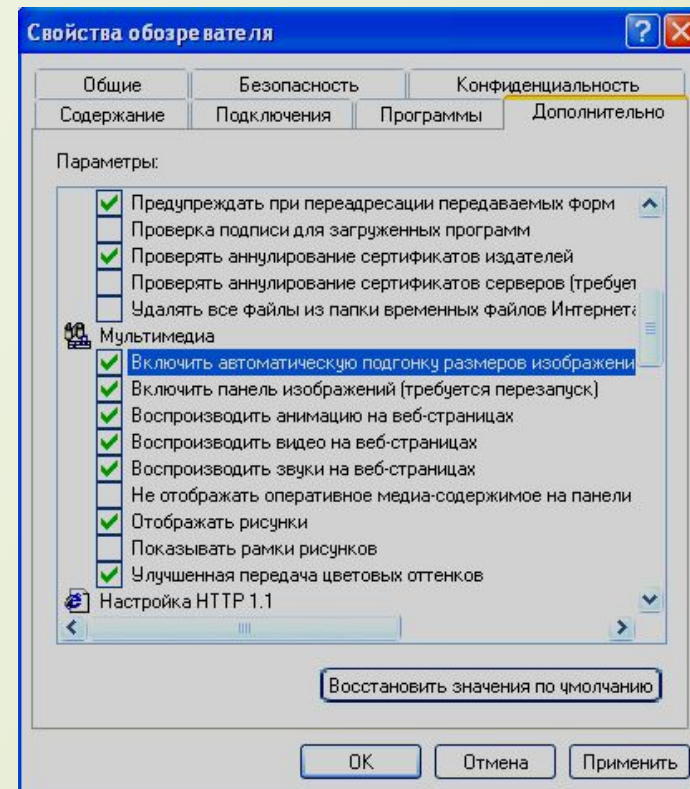 Свойства обозревателя
Общие Безопасность Конфиденциальность
Содержание Подключения Программы Дополнительно
Параметры:
Предупреждать при переадресации передаваемых форм
Проверка подписи для загруженных программ
Проверять аннулирование сертификатов издателей
Проверять аннулирование сертификатов серверов (требует
Удалять все файлы из папки временных файлов Интернета
Мультимедиа
Включить автоматическую подгонку размеров изображени
Включить панель изображений (требуется перезапуск)
Воспроизводить анимацию на веб-страницах
Воспроизводить видео на веб-страницах
Воспроизводить звуки на веб-страницах
Не отображать оперативное медиа-содержимое на панели
Отображать рисунки
Показывать рамки рисунков
Улучшенная передача цветовых оттенков
Настройка HTTP 1.1
Восстановить значения по умолчанию
OK Отмена Применить